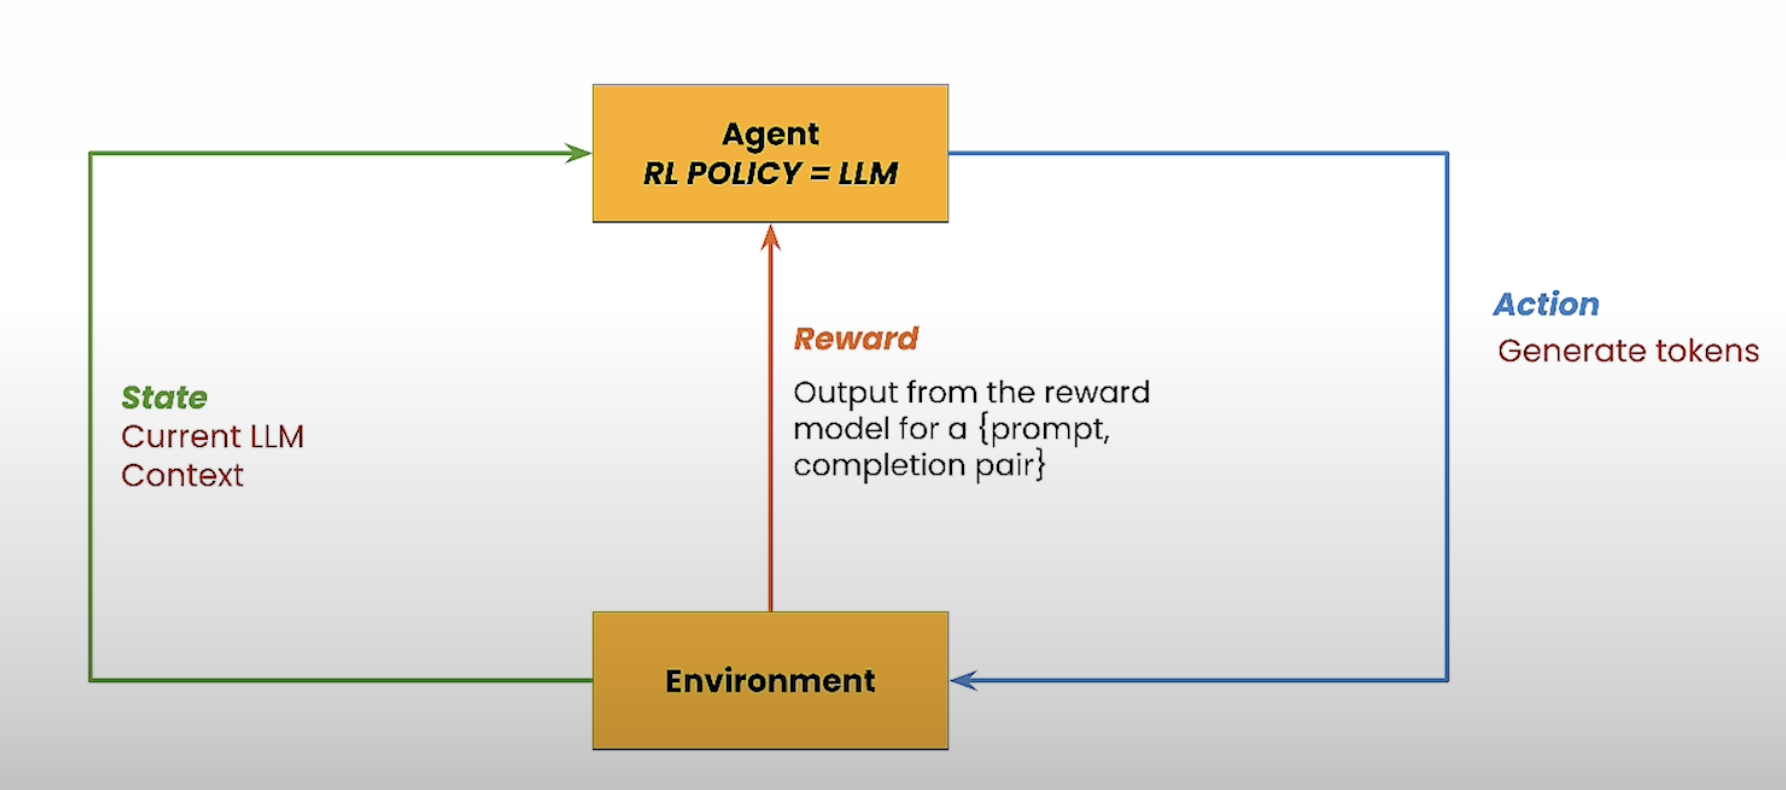 Agent
RL POLICY = LLM
Action
Generate tokens
Reward
Output from the reward
model for a {prompt,
completion pair}
State
Current LLM
Context
Environment